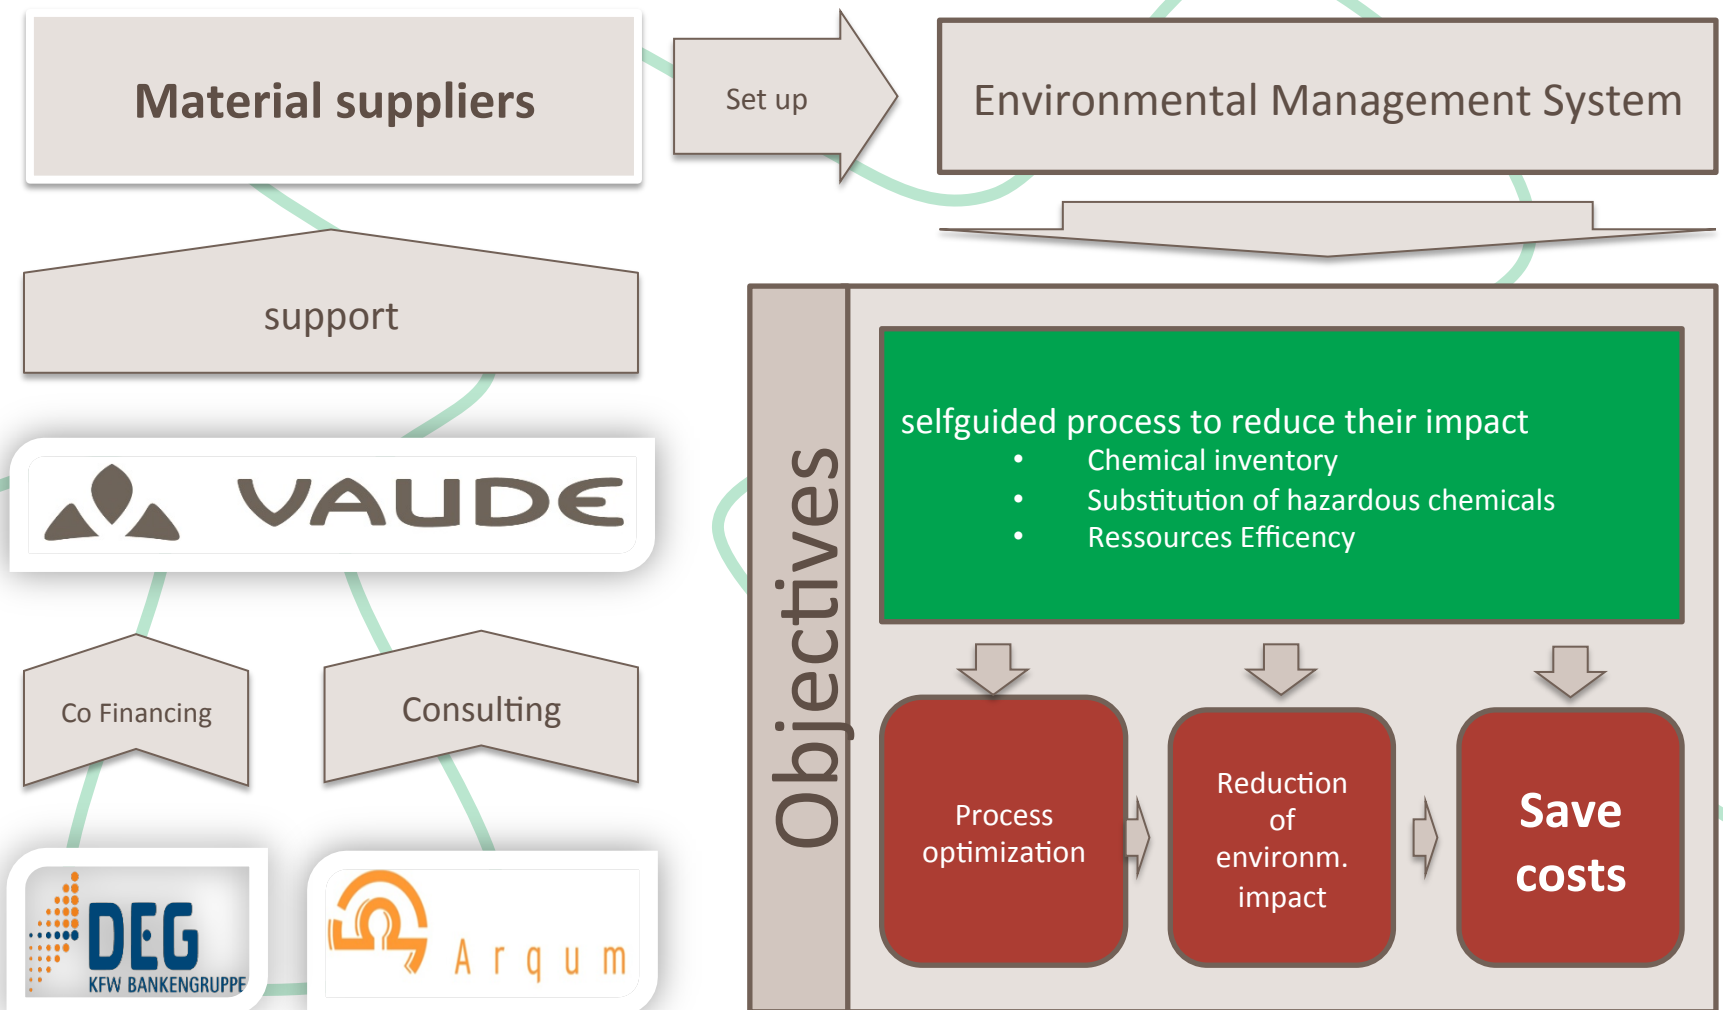 Material suppliers
Set up
Environmental Management System
support
VAUDE
Co Financing
Consulting
DEG
KFW BANKENGRUPPE
Arqum
Objectives
selfguided process to reduce their impact
• Chemical inventory
• Substitution of hazardous chemicals
• Ressources Efficency
Process
optimization
Reduction
of
environm.
impact
Save
costs